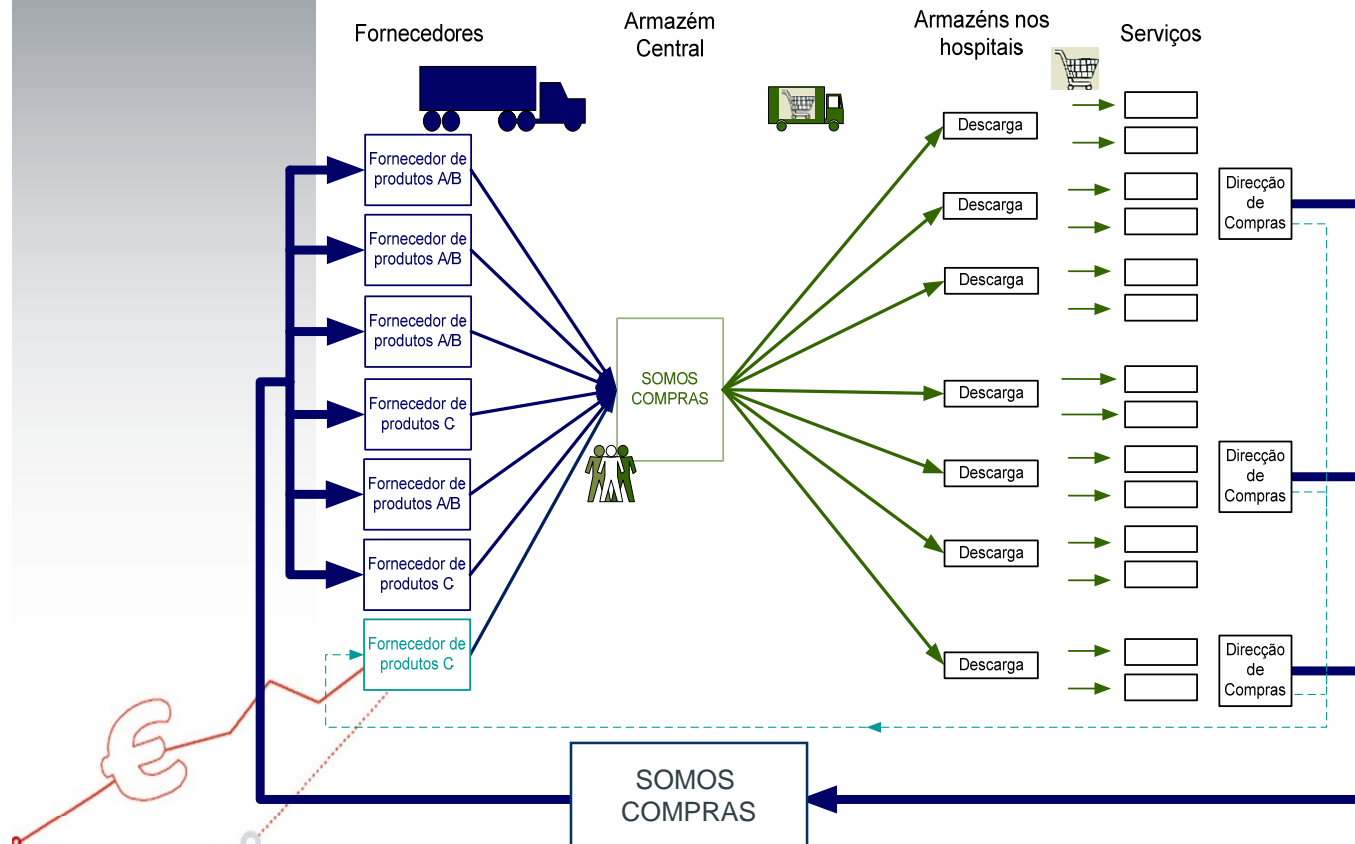 Fornecedores
Armazém
Central
Armazéns nos
hospitais
Serviços
Fornecedor de
produtos A/B
Fornecedor de
produtos A/B
Fornecedor de
produtos A/B
Fornecedor de
produtos C
Fornecedor de
produtos A/B
Fornecedor de
produtos C
Fornecedor de
produtos C
SOMOS
COMPRAS
Descarga
Descarga
Descarga
Descarga
Descarga
Descarga
Descarga
Direcção
de
Compras
Direcção
de
Compras
Direcção
de
Compras
SOMOS
COMPRAS
€